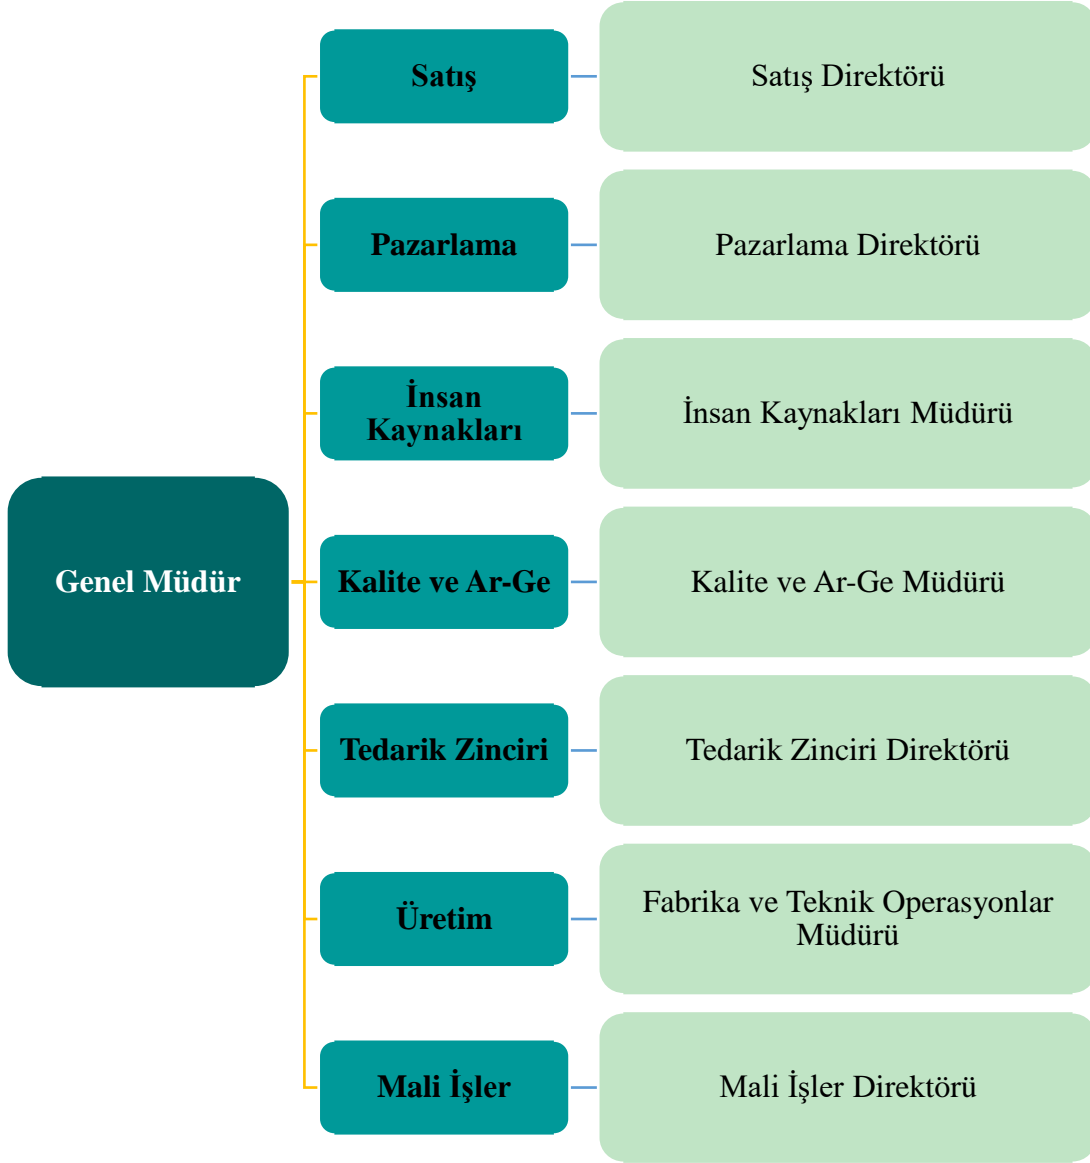 Satış
Satış Direktörü
Pazarlama
Pazarlama Direktörü
İnsan
Kaynakları
İnsan Kaynakları Müdürü
Genel Müdür
Kalite ve Ar-Ge
Kalite ve Ar-Ge Müdürü
Tedarik Zinciri
Tedarik Zinciri Direktörü
Üretim
Fabrika ve Teknik Operasyonlar
Müdürü
Mali İşler
Mali İşler Direktörü